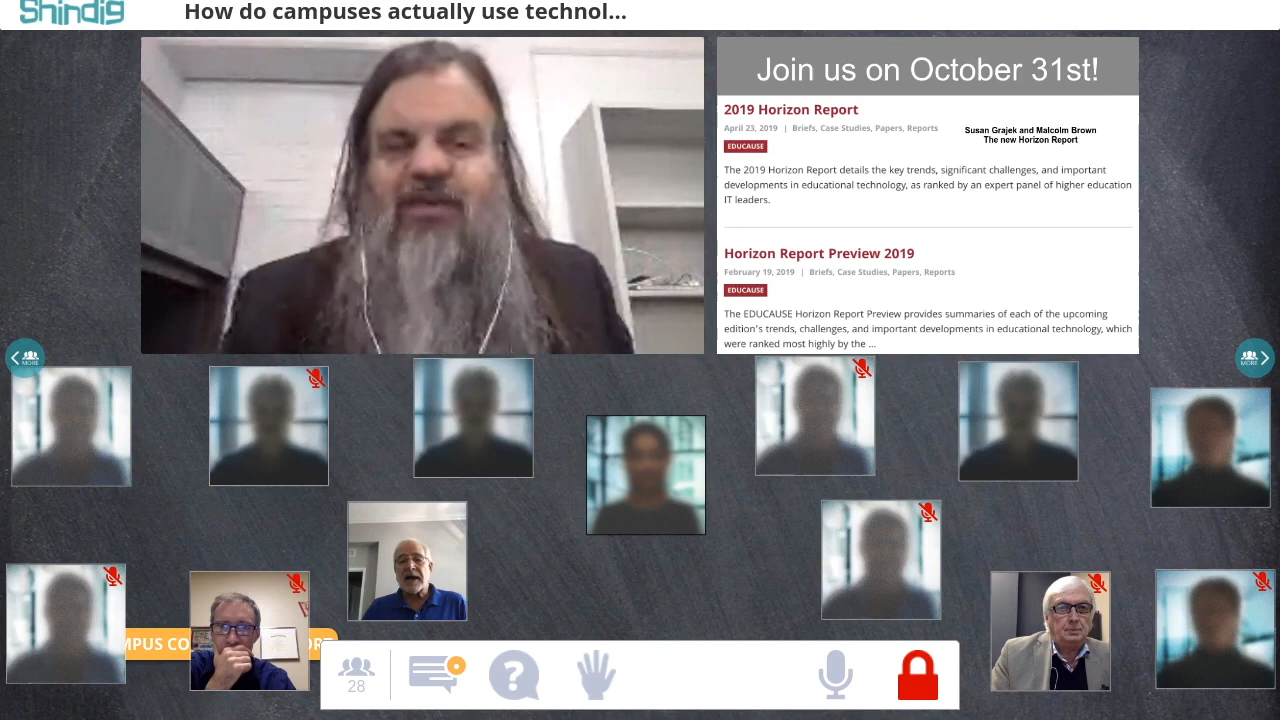 Shindig
How do campuses actually use technol...
Join us on October 31st!
2019 Horizon Report
April 23, 2019 | Briefs, Case Studies, Papers, Reports
Susan Grajek and Malcolm Brown
The new Horizon Report
EDUCAUSE
The 2019 Horizon Report details the key trends, significant challenges, and important
developments in educational technology, as ranked by an expert panel of higher education
IT leaders.
Horizon Report Preview 2019
February 19, 2019 | Briefs, Case Studies, Papers, Reports
EDUCAUSE
The EDUCAUSE Horizon Report Preview provides summaries of each of the upcoming
edition's trends, challenges, and important developments in educational technology, which
were ranked most highly by the ...
MORE
MORE
MPUS CO
28